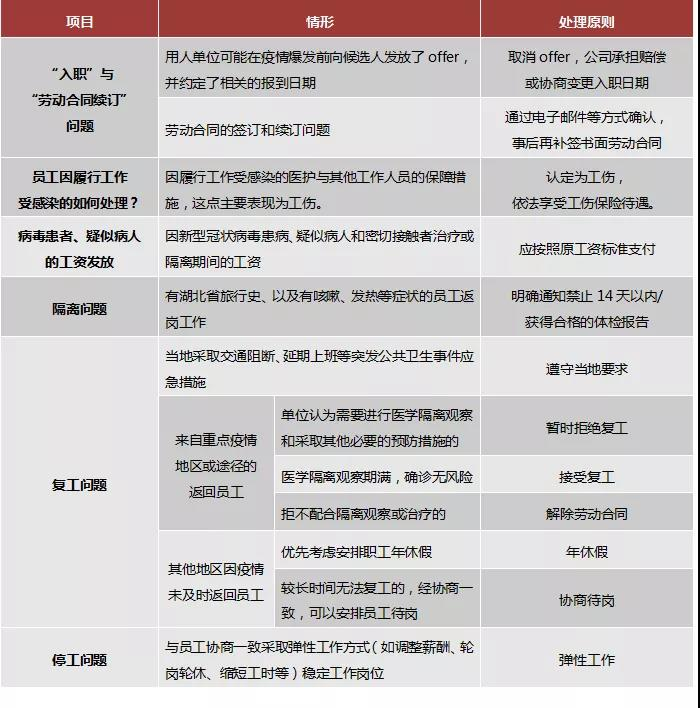 项目
情形
处理原则
“入职”与
“劳动合同续订”
问题
用人单位可能在疫情爆发前向候选人发放了 offer，
并约定了相关的报到日期
取消 offer，公司承担赔偿
或协商变更入职日期
劳动合同的签订和续订问题
通过电子邮件等方式确认，
事后再补签书面劳动合同
员工因履行工作
受感染的如何处理？
因履行工作受感染的医护与其他工作人员的保障措
施，这点主要表现为工伤。
认定为工伤，
依法享受工伤保险待遇。
病毒患者、疑似病人
的工资发放
因新型冠状病毒患病、疑似病人和密切接触者治疗或
隔离期间的工资
应按照原工资标准支付
隔离问题
有湖北省旅行史、以及有咳嗽、发热等症状的员工返
岗工作
明确通知禁止 14 天以内/
获得合格的体检报告
复工问题
当地采取交通阻断、延期上班等突发公共卫生事件应
急措施
遵守当地要求
来自重点疫情
地区或途径的
返回员工
单位认为需要进行医学隔离观察
和采取其他必要的预防措施的
暂时拒绝复工
医学隔离观察期满，确诊无风险
接受复工
拒不配合隔离观察或治疗的
解除劳动合同
其他地区因疫情
未及时返回员工
优先考虑安排职工年休假
年休假
较长时间无法复工的，经协商一
致，可以安排员工待岗
协商待岗
停工问题
与员工协商一致采取弹性工作方式（如调整薪酬、轮
岗轮休、缩短工时等）稳定工作岗位
弹性工作